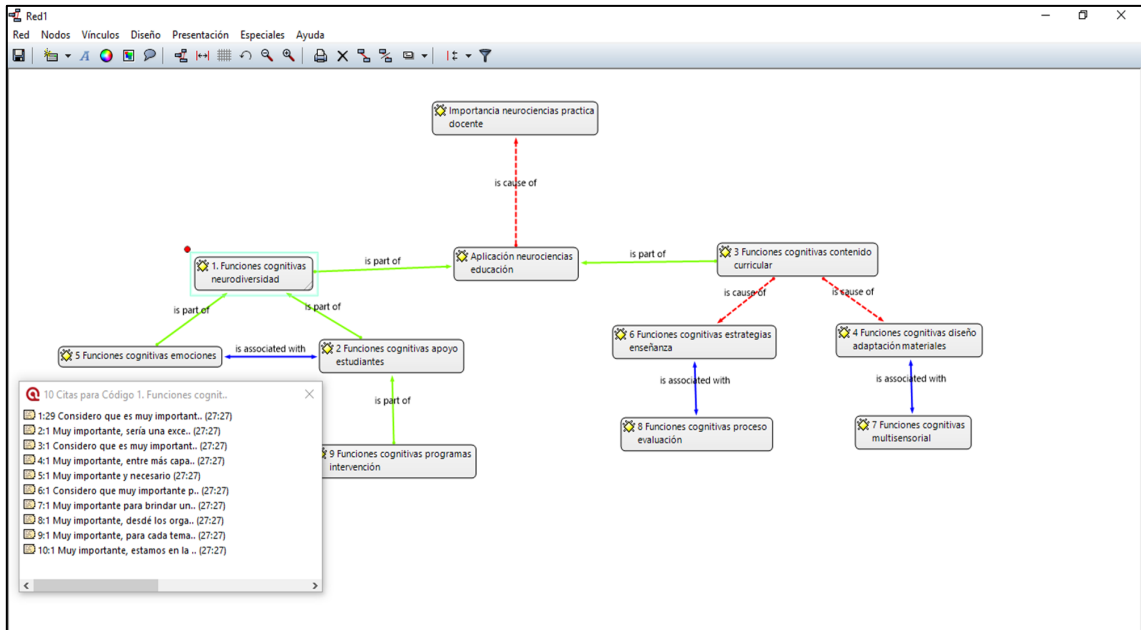 Red1
Red Nodos Vínculos Diseño Presentación Especiales Ayuda
Importancia neurociencias practica
docente
is cause of
Aplicación neurociencias
educación
is part of
is part of
1. Funciones cognitivas
neurodiversidad
3 Funciones cognitivas contenido
curricular
is part of
is part of
is cause of
is cause of
5 Funciones cognitivas emociones
is associated with
2 Funciones cognitivas apoyo
estudiantes
6 Funciones cognitivas estrategias
enseñanza
4 Funciones cognitivas diseño
adaptación materiales
is part of
is associated with
is associated with
9 Funciones cognitivas programas
intervención
8 Funciones cognitivas proceso
evaluación
7 Funciones cognitivas
multisensorial
10 Citas para Código 1. Funciones cognit..
1:29 Considero que es muy important.. (27:27)
2:1 Muy importante, sería una exce.. (27:27)
3:1 Considero que es muy important.. (27:27)
4:1 Muy importante, entre más capa.. (27:27)
5:1 Muy importante y necesario (27:27)
6:1 Considero que muy importante p.. (27:27)
7:1 Muy importante para brindar un.. (27:27)
8:1 Muy importante, desdé los orga.. (27:27)
9:1 Muy importante, para cada tema.. (27:27)
10:1 Muy importante, estamos en la .. (27:27)